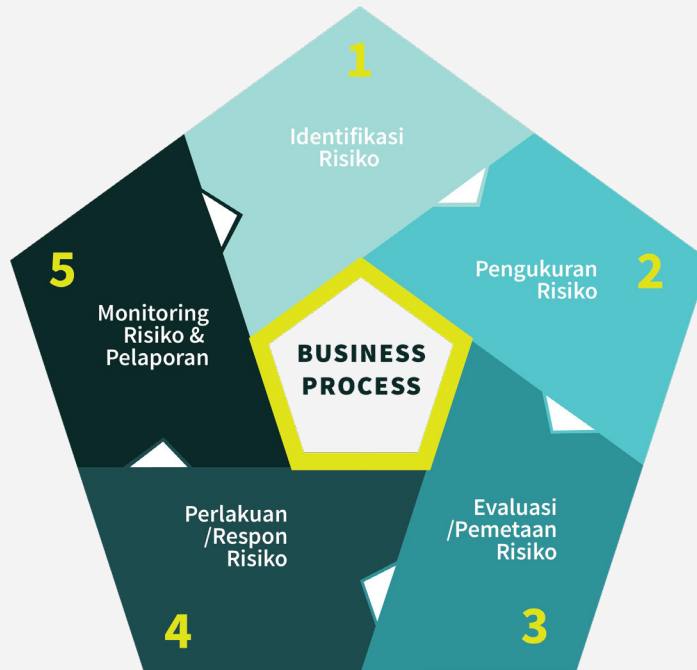 1
Identifikasi
Risiko
2
Pengukuran
Risiko
3
Evaluasi
/Pemetaan
Risiko
4
Perlakuan
/Respon
Risiko
5
Monitoring
Risiko &
Pelaporan
BUSINESS
PROCESS